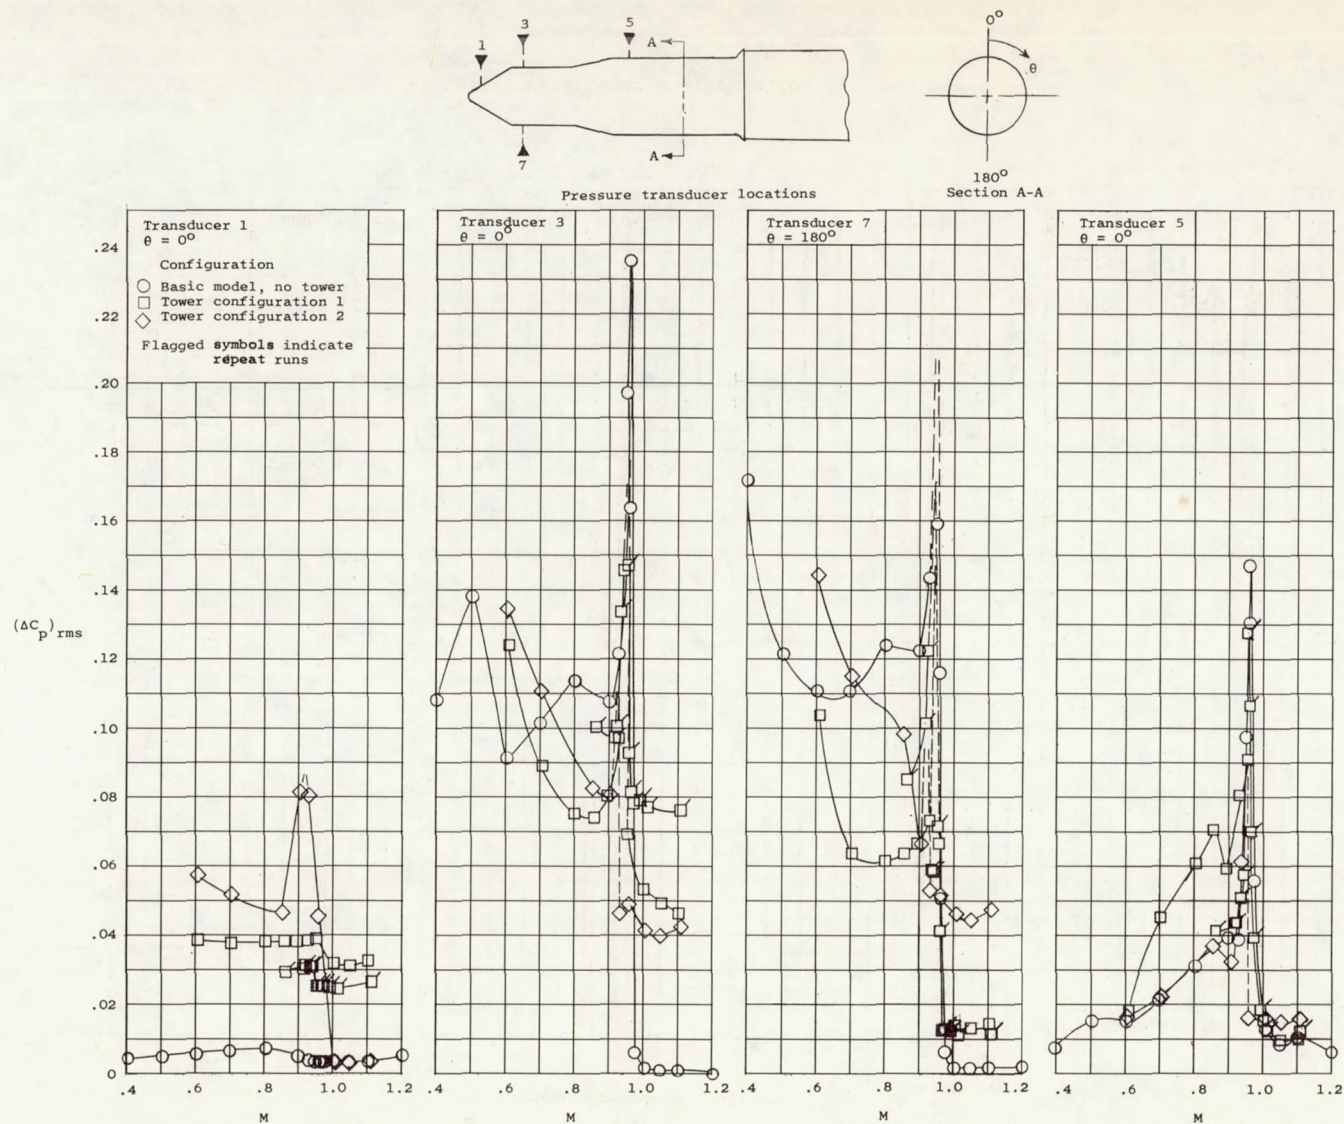 1
3
5
7
A
A
0°
θ
180°
Section A-A
Pressure transducer locations
Transducer 1
θ = 0°
Configuration
Basic model, no tower
Tower configuration 1
Tower configuration 2
Flagged symbols indicate
repeat runs
Transducer 3
θ = 0°
Transducer 7
θ = 180°
Transducer 5
θ = 0°
(ΔCp)rms
.24
.22
.20
.18
.16
.14
.12
.10
.08
.06
.04
.02
0
.4 .6 .8 1.0 1.2
M
.4 .6 .8 1.0 1.2
M
.4 .6 .8 1.0 1.2
M
.4 .6 .8 1.0 1.2
M